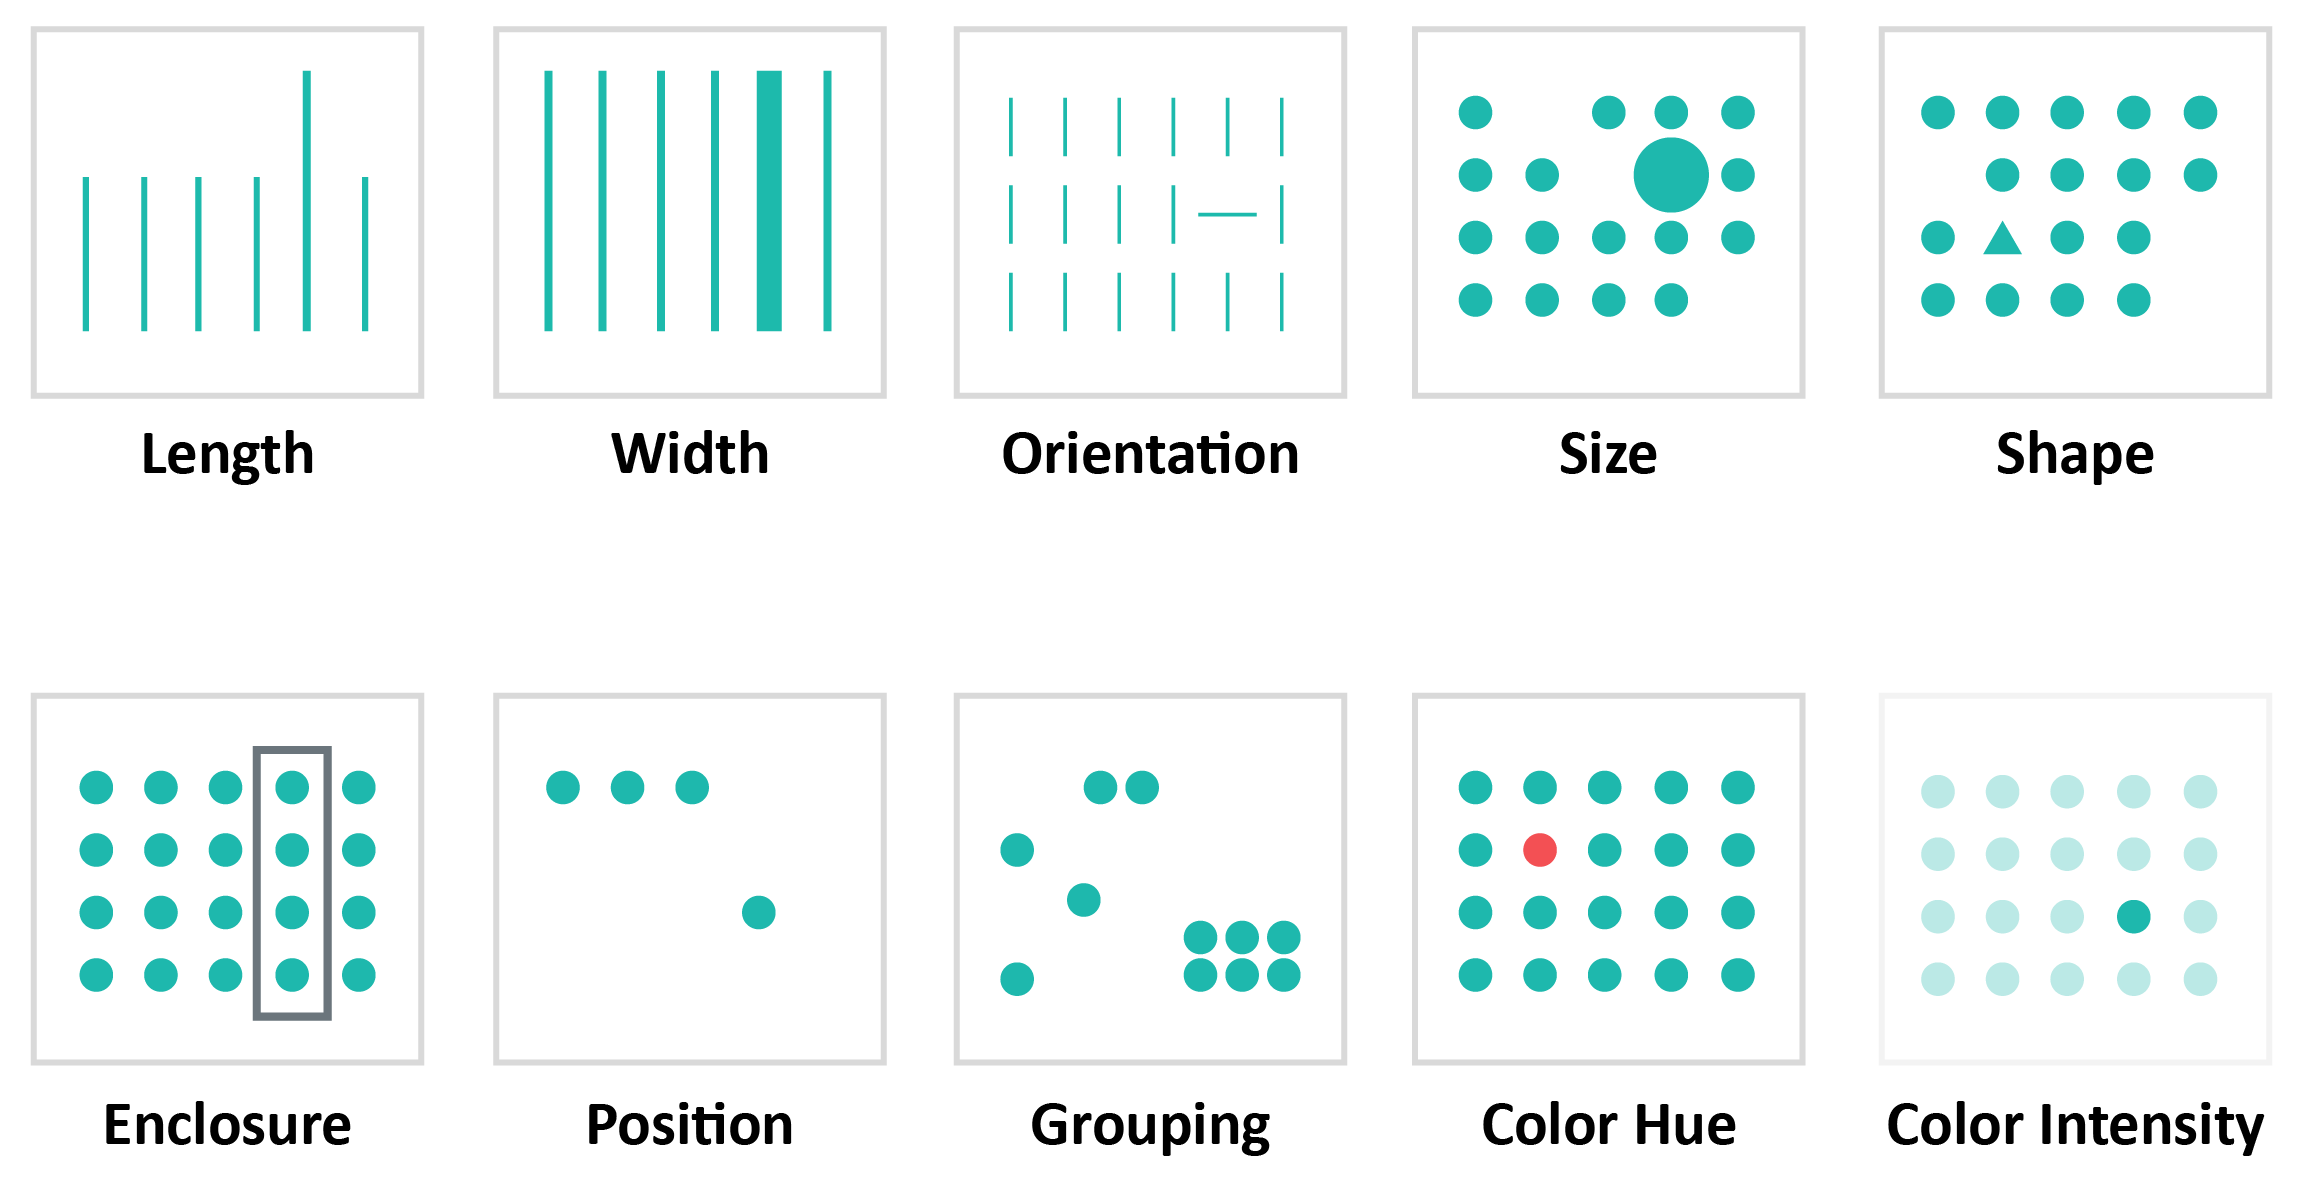 Length
Width
Orientation
Size
Shape
Enclosure
Position
Grouping
Color Hue
Color Intensity